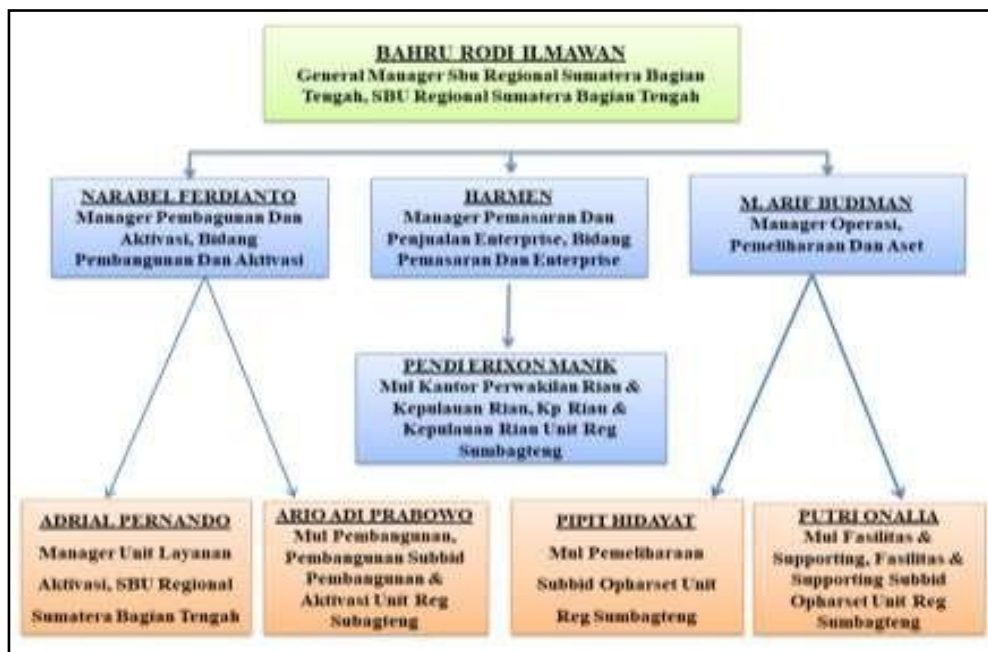 BAHRU RODI ILMAWAN
General Manager Sbu Regional Sumatera Bagian
Tengah, SBU Regional Sumatera Bagian Tengah
NARABEL FERDIANTO
Manager Pembagunan Dan
Aktivasi, Bidang
Pembangunan Dan Aktivasi
HARMEN
Manager Pemasaran Dan
Penjualan Enterprise, Bidang
Pemasaran Dan Enterprise
M. ARIF BUDIMAN
Manager Operasi,
Pemeliharaan Dan Aset
PENDI ERIXON MANIK
Mul Kantor Perwakilan Riau &
Kepulauan Riau, Kp Riau &
Kepulauan Riau Unit Reg
Sumbagteng
ADRIAL PERNANDO
Manager Unit Layanan
Aktivasi, SBU Regional
Sumatera Bagian Tengah
ARIO ADI PRABOWO
Mul Pembangunan,
Pembangunan Subbid
Pembangunan &
Aktivasi Unit Reg
Subagteng
PIPIT HIDAYAT
Mul Pemeliharaan
Subbid Opharset Unit
Reg Sumbagteng
PUTRI ONALIA
Mul Fasilitas &
Supporting, Fasilitas &
Supporting Subbid
Opharset Unit Reg
Sumbagteng